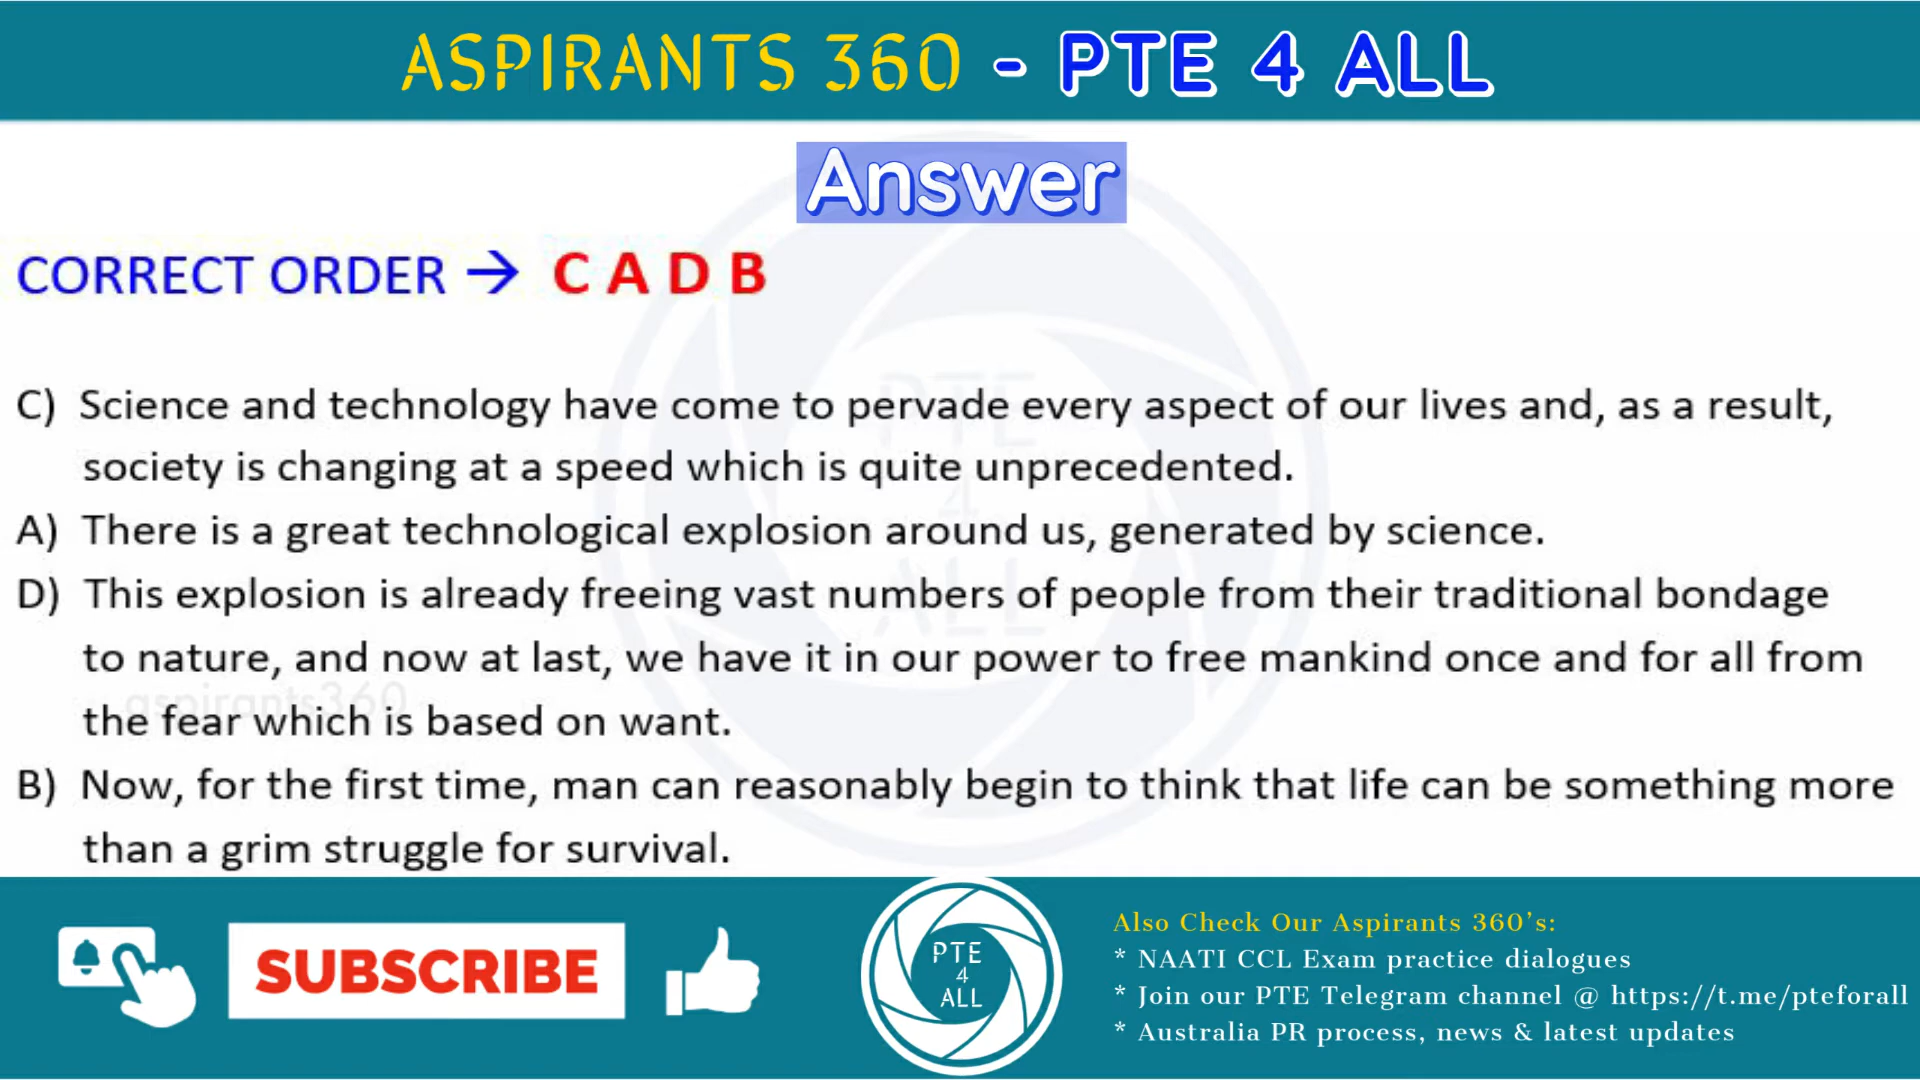 ASPIRANTS 360 - PTE 4 ALL
Answer
CORRECT ORDER → C A D B
C) Science and technology have come to pervade every aspect of our lives and, as a result,
society is changing at a speed which is quite unprecedented.
A) There is a great technological explosion around us, generated by science.
D) This explosion is already freeing vast numbers of people from their traditional bondage
to nature, and now at last, we have it in our power to free mankind once and for all from
aspirants360
the fear which is based on want.
B) Now, for the first time, man can reasonably begin to think that life can be something more
than a grim struggle for survival.
PTE
4
ALL
SUBSCRIBE
PTE
4
ALL
Also Check Our Aspirants 360's:
* NAATI CCL Exam practice dialogues
* Join our PTE Telegram channel @ https://t.me/pteforall
* Australia PR process, news & latest updates